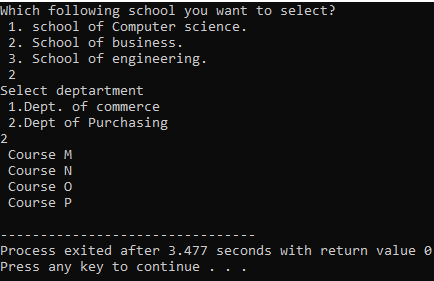 Which following school you want to select?
1. school of Computer science.
2. School of business.
3. School of engineering.
2
Select deptartment
1.Dept. of commerce
2.Dept of Purchasing
2
Course M
Course N
Course O
Course P
--------------------------------
Process exited after 3.477 seconds with return value 0
Press any key to continue . . .